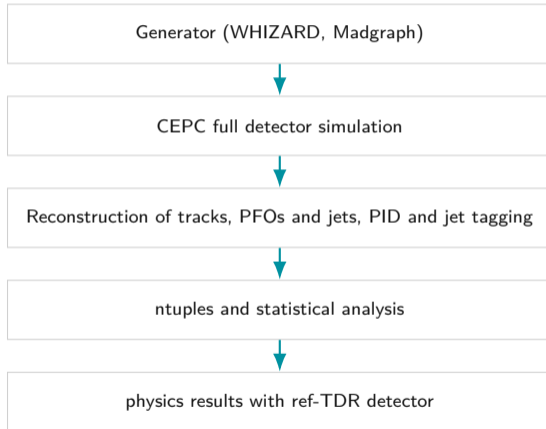 Generator (WHIZARD, Madgraph)
CEPC full detector simulation
Reconstruction of tracks, PFOs and jets, PID and jet tagging
ntuples and statistical analysis
physics results with ref-TDR detector